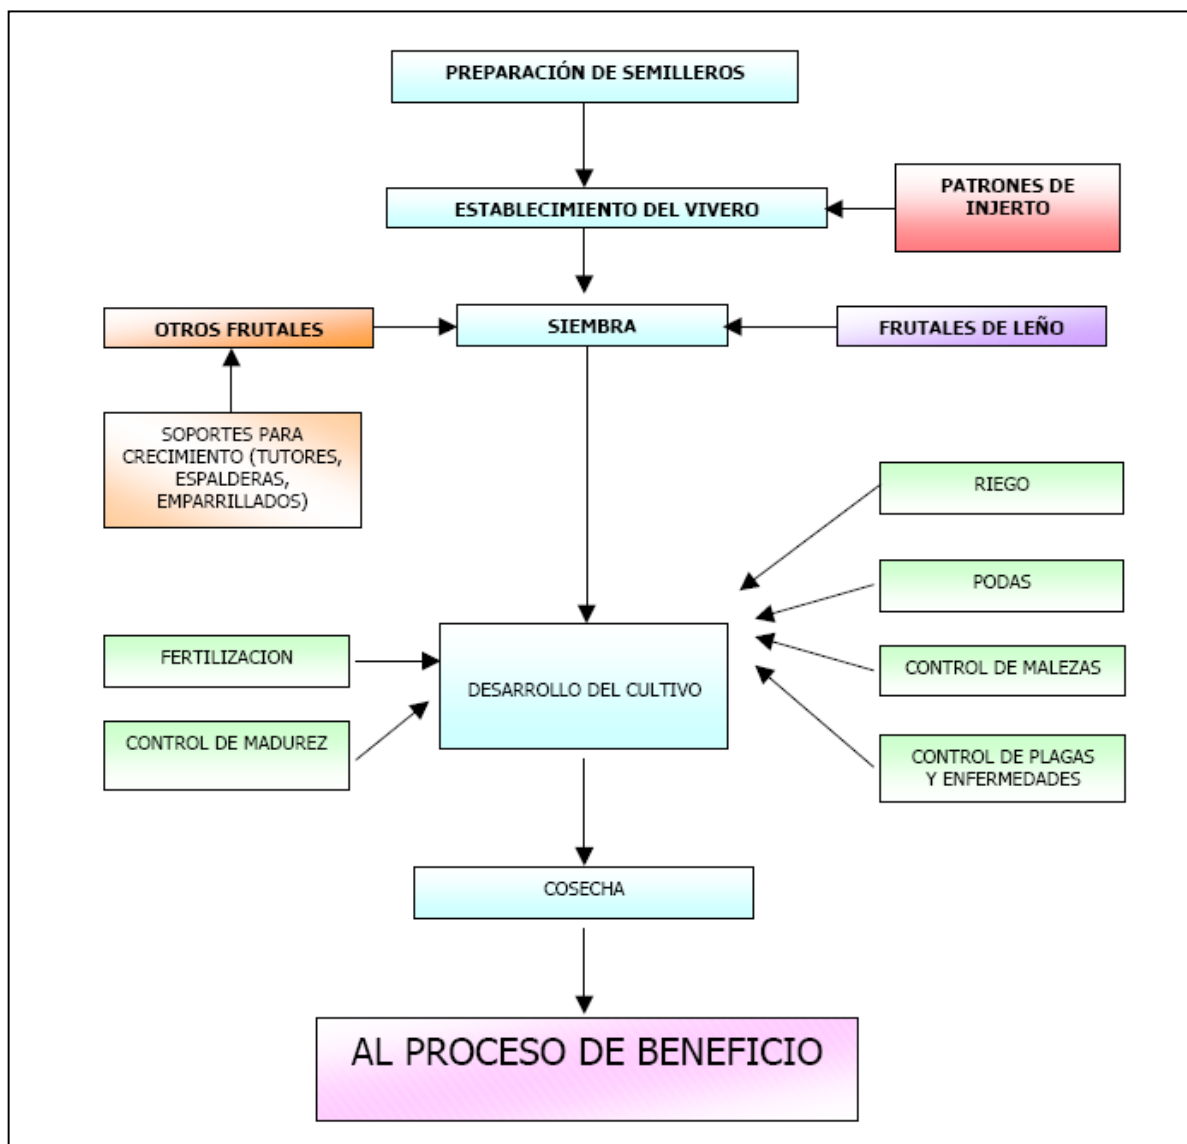 PREPARACIÓN DE SEMILLEROS
ESTABLECIMIENTO DEL VIVERO
PATRONES DE
INJERTO
OTROS FRUTALES
SIEMBRA
FRUTALES DE LEÑO
SOPORTES PARA
CRECIMIENTO (TUTORES,
ESPALDERAS,
EMPARRILLADOS)
RIEGO
PODAS
FERTILIZACION
DESARROLLO DEL CULTIVO
CONTROL DE MALEZAS
CONTROL DE MADUREZ
CONTROL DE PLAGAS
Y ENFERMEDADES
COSECHA
AL PROCESO DE BENEFICIO